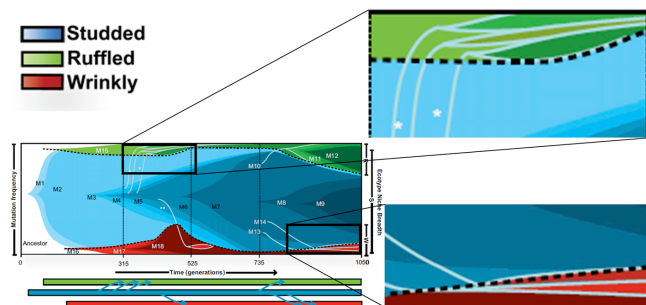 Studded
Ruffled
Wrinkly
M15
M12
M11
M10
R
M1
M2
M3
M4
M5
M6
M7
M8
M9
S
**
M14
M13
W
M18
M17
M16
Ancestor
Mutation frequency
Ecotype Niche Breadth
0
315
525
735
1050
Time (generations)
*
*